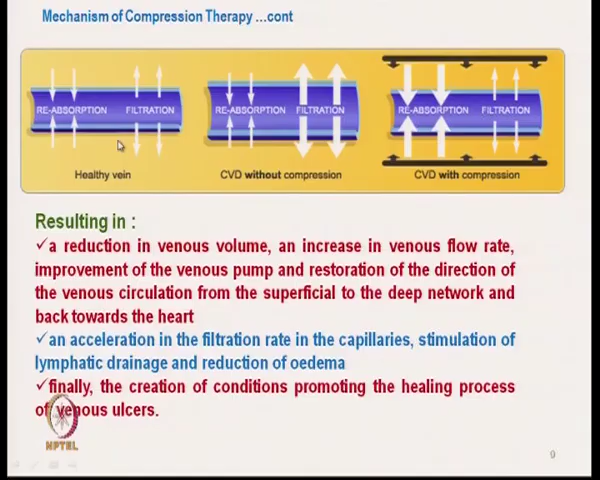 Mechanism of Compression Therapy ...cont
RE-ABSORPTION FILTRATION RE-ABSORPTION FILTRATION RE-ABSORPTION FILTRATION
Healthy vein CVD without compression CVD with compression
Resulting in :
✓a reduction in venous volume, an increase in venous flow rate,
improvement of the venous pump and restoration of the direction of
the venous circulation from the superficial to the deep network and
back towards the heart
✓an acceleration in the filtration rate in the capillaries, stimulation of
lymphatic drainage and reduction of oedema
✓finally, the creation of conditions promoting the healing process
of venous ulcers.
NPTEL
9